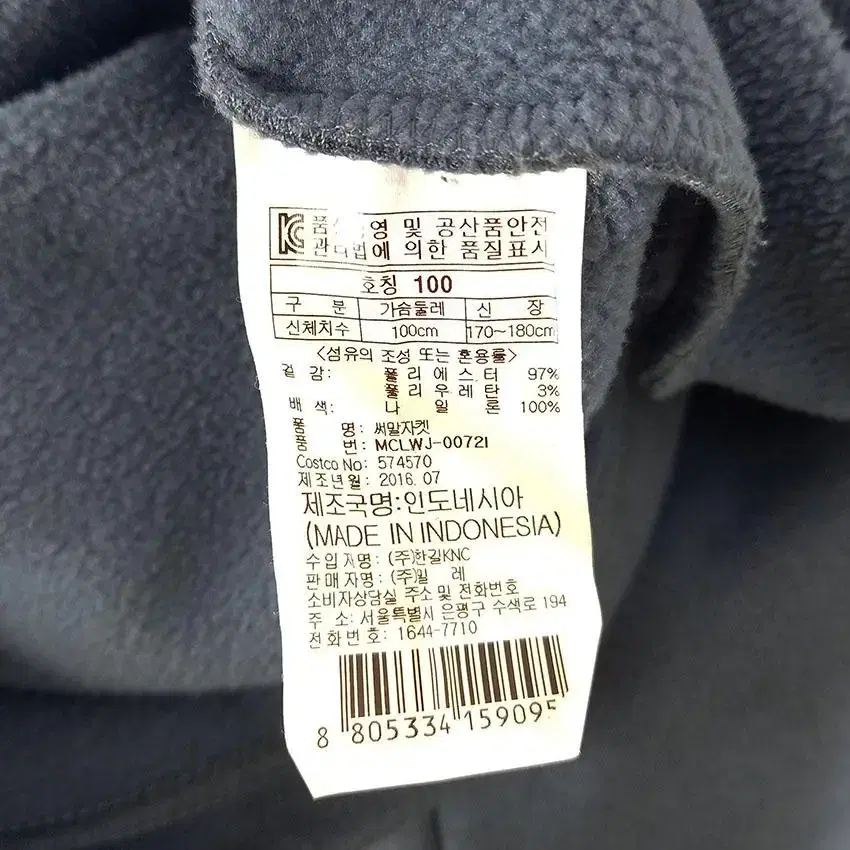 KC 품 영 및 공산품안전
관리법에 의한 품질표시
호칭 100
구 분 가슴둘레 신 장
신체치수 100cm 170~180cm
<섬유의 조성 또는 혼용률>
겉 감: 폴리에스터 97%
폴리우레탄 3%
배 색: 나 일 론 100%
품 명: 써말자켓
품 번: MCLWJ-00721
Costco No: 574570
제조년월: 2016. 07
제조국명:인도네시아
(MADE IN INDONESIA)
수입자명: (주)한길KNC
판매자명: (주)밀 레
소비자상담실 주소 및 전화번호
주 소: 서울특별시 은평구 수색로 194
전화번호: 1644-7710
8 805334 159095